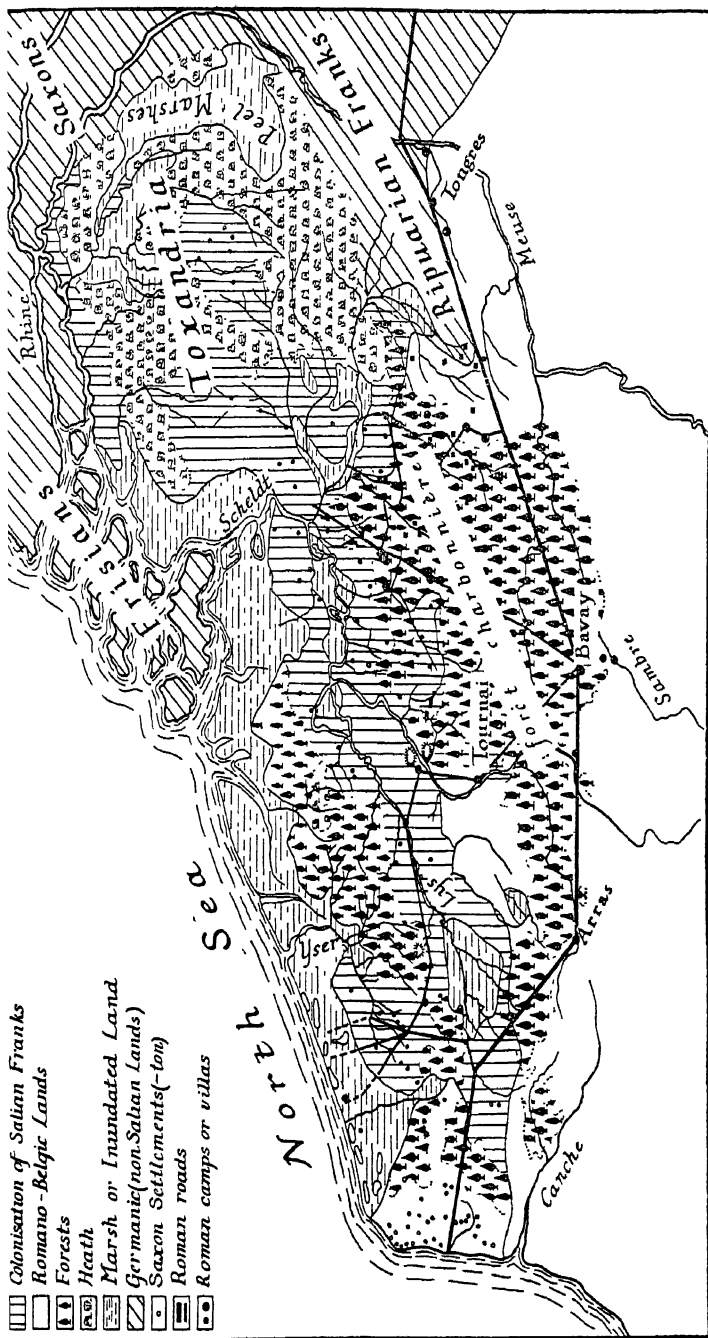 Colonisation of Salian Franks
Romano-Belgic Lands
Forests
Heath
Marsh or Inundated Land
Germanic (non Salian Lands)
Saxon Settlements (-ton)
Roman roads
Roman camps or villas
North Sea
Frisians
Saxons
Rhine
Toxandria
Peel Marshes
Ripuarian Franks
Scheldt
Tongres
Meuse
Forêt charbonnière
Yser
Lys
Tournai
Bavay
Sambre
Arras
Canche